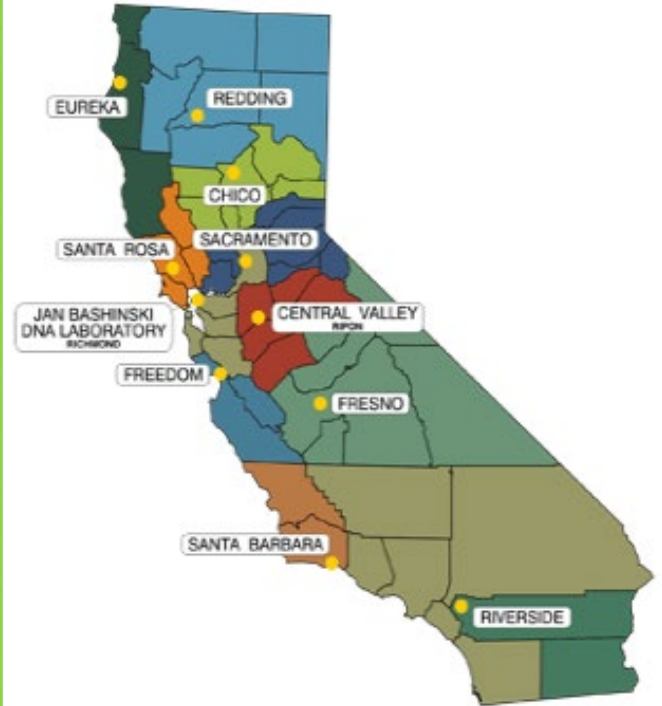 EUREKA
REDDING
CHICO
SACRAMENTO
SANTA ROSA
JAN BASHINSKI
DNA LABORATORY
RICHMOND
CENTRAL VALLEY
RIPON
FREEDOM
FRESNO
SANTA BARBARA
RIVERSIDE